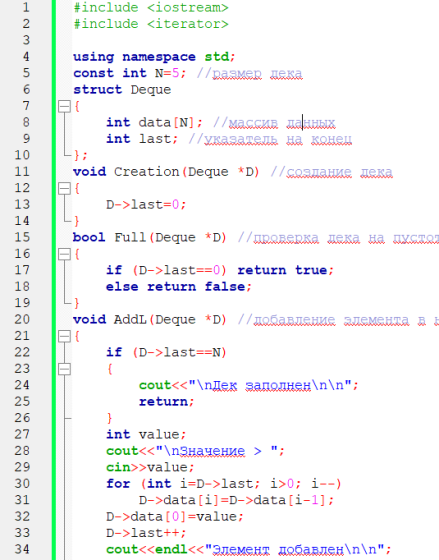 1 #include <iostream>
2 #include <iterator>
3
4 using namespace std;
5 const int N=5; //размер дека
6 struct Deque
7 {
8 int data[N]; //массив данных
9 int last; //указатель на конец
10 };
11 void Creation(Deque *D) //создание дека
12 {
13 D->last=0;
14 }
15 bool Full(Deque *D) //проверка дека на пустот
16 {
17 if (D->last==0) return true;
18 else return false;
19 }
20 void AddL(Deque *D) //добавление элемента в н
21 {
22 if (D->last==N)
23 {
24 cout<<"\nДек заполнен\n\n";
25 return;
26 }
27 int value;
28 cout<<"\nЗначение > ";
29 cin>>value;
30 for (int i=D->last; i>0; i--)
31 D->data[i]=D->data[i-1];
32 D->data[0]=value;
33 D->last++;
34 cout<<endl<<"Элемент добавлен\n\n";